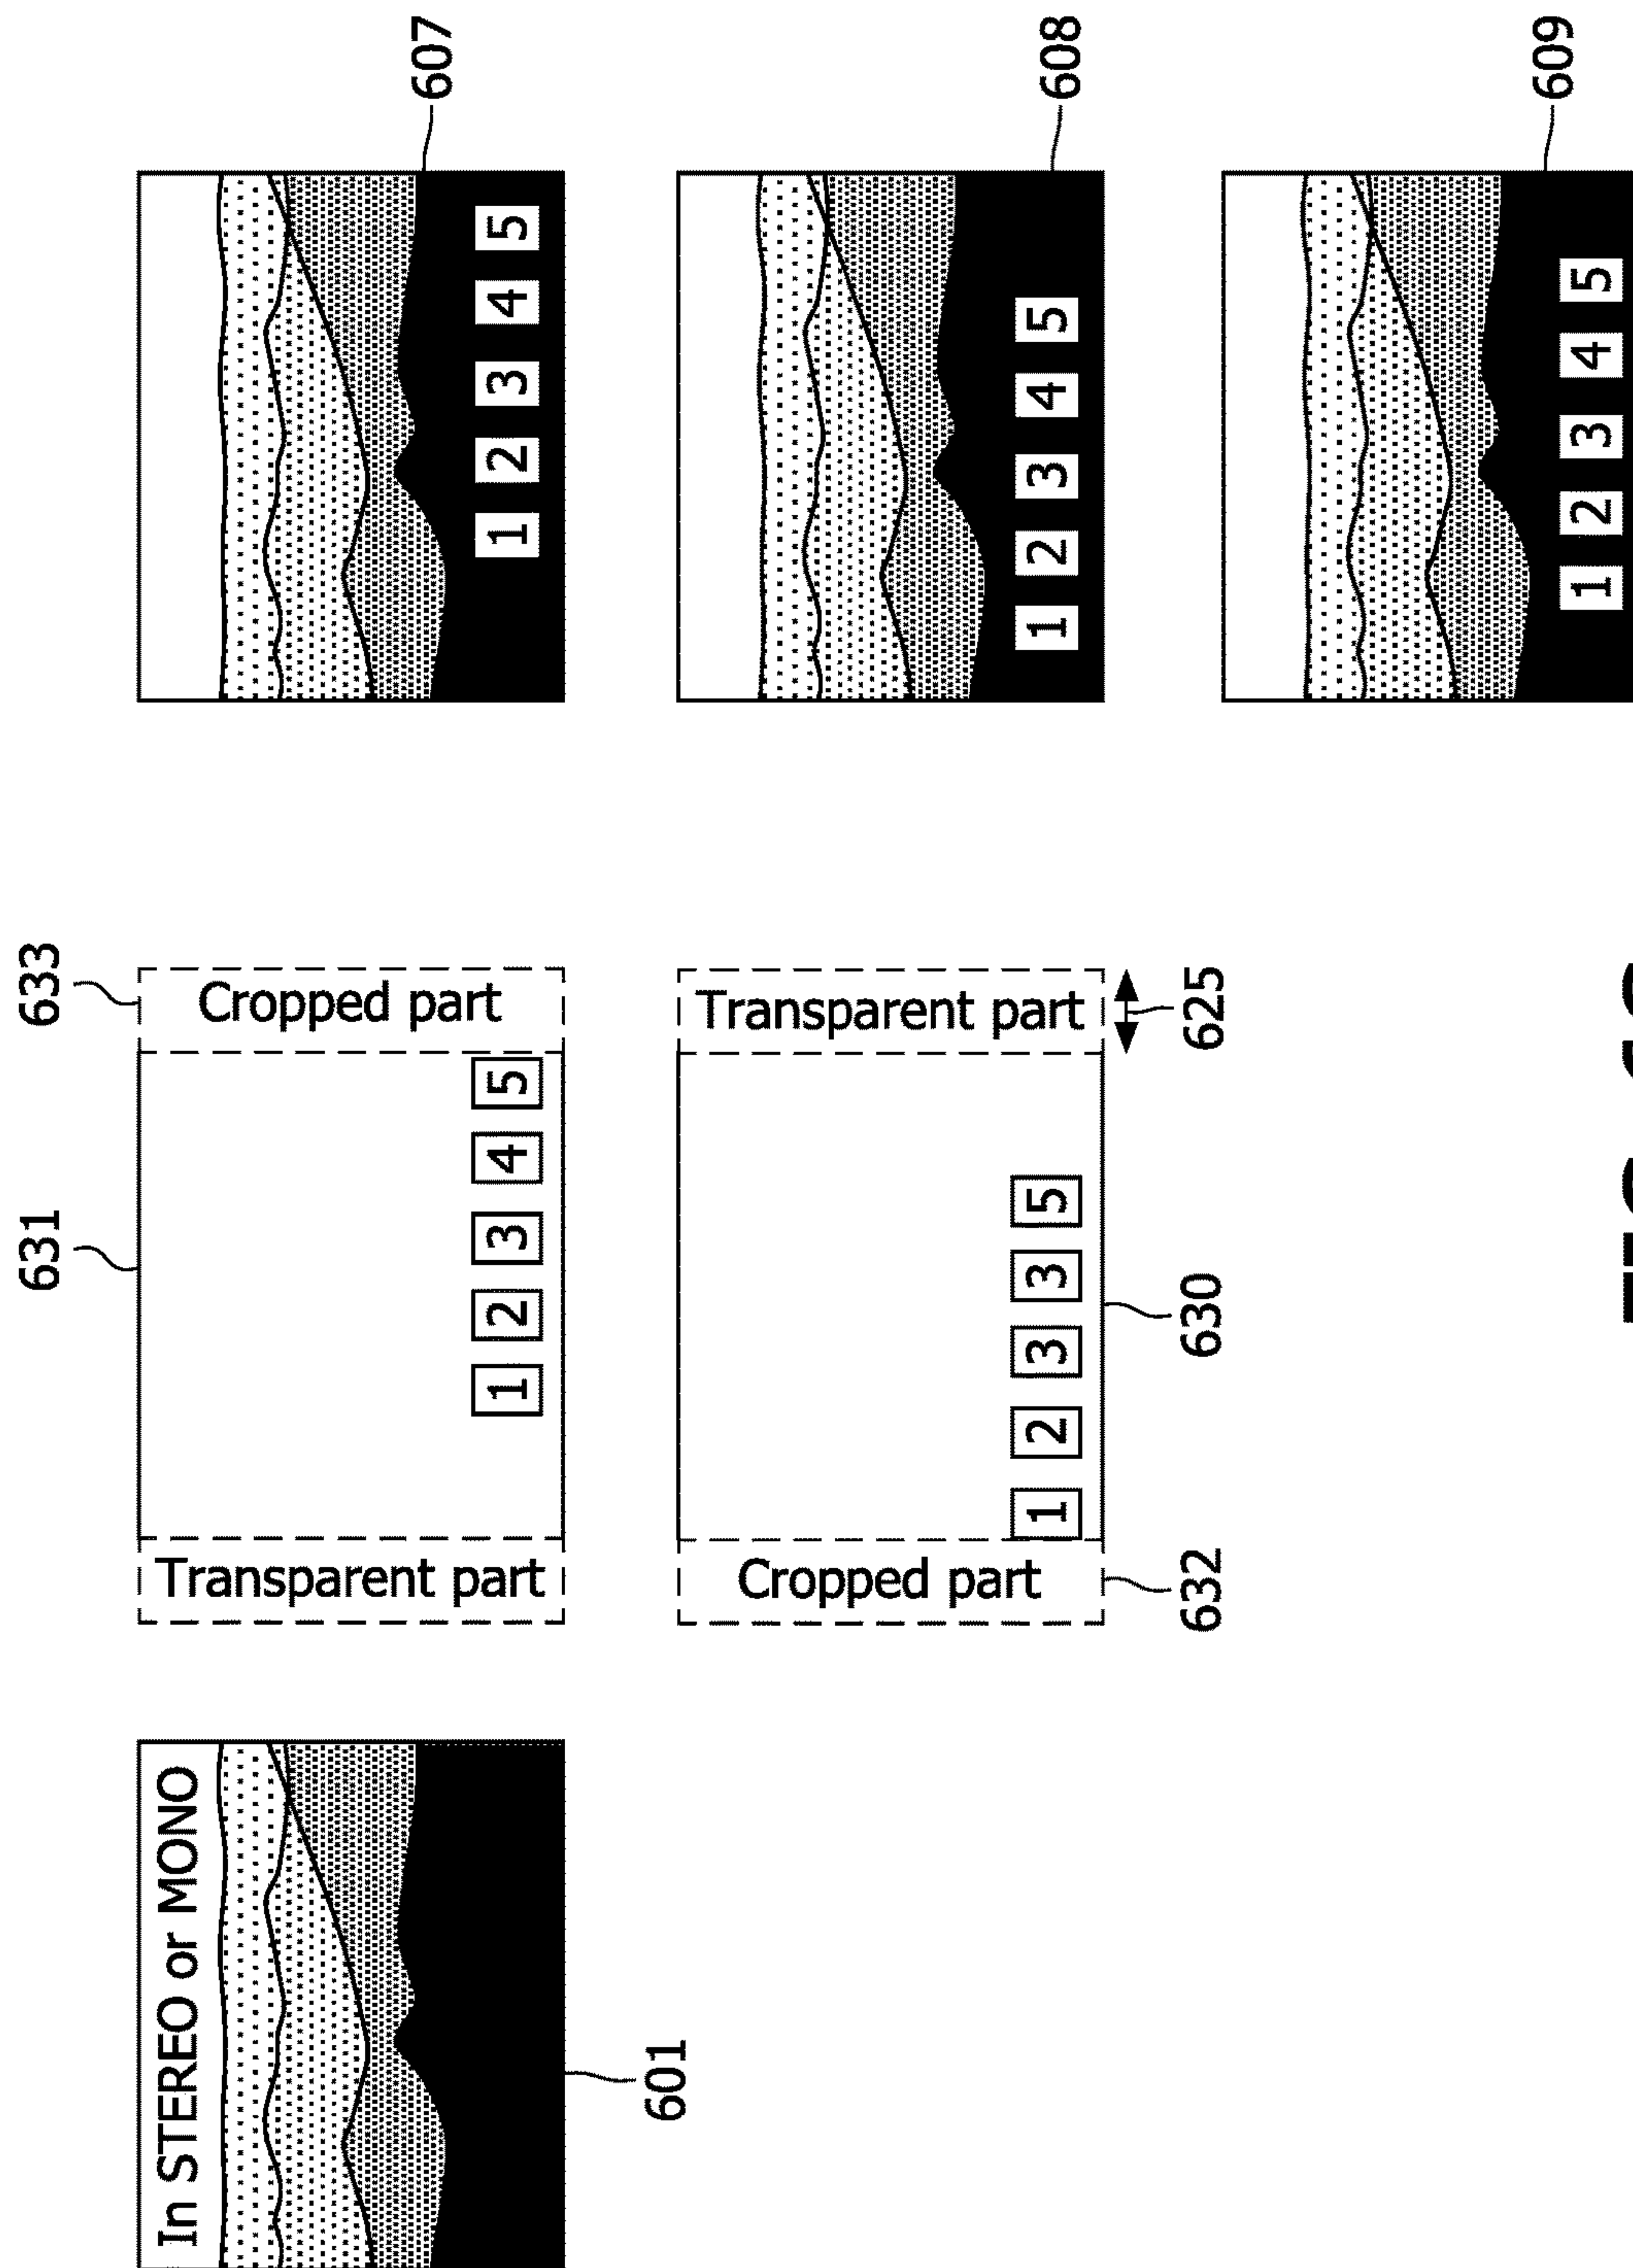 In STEREO or MONO
601
631
633
Transparent part
Cropped part
1 2 3 4 5
1 2 3 4 5
607
Cropped part
Transparent part
1 2 3 3 5
632
630
625
1 2 3 4 5
608
1 2 3 4 5
609